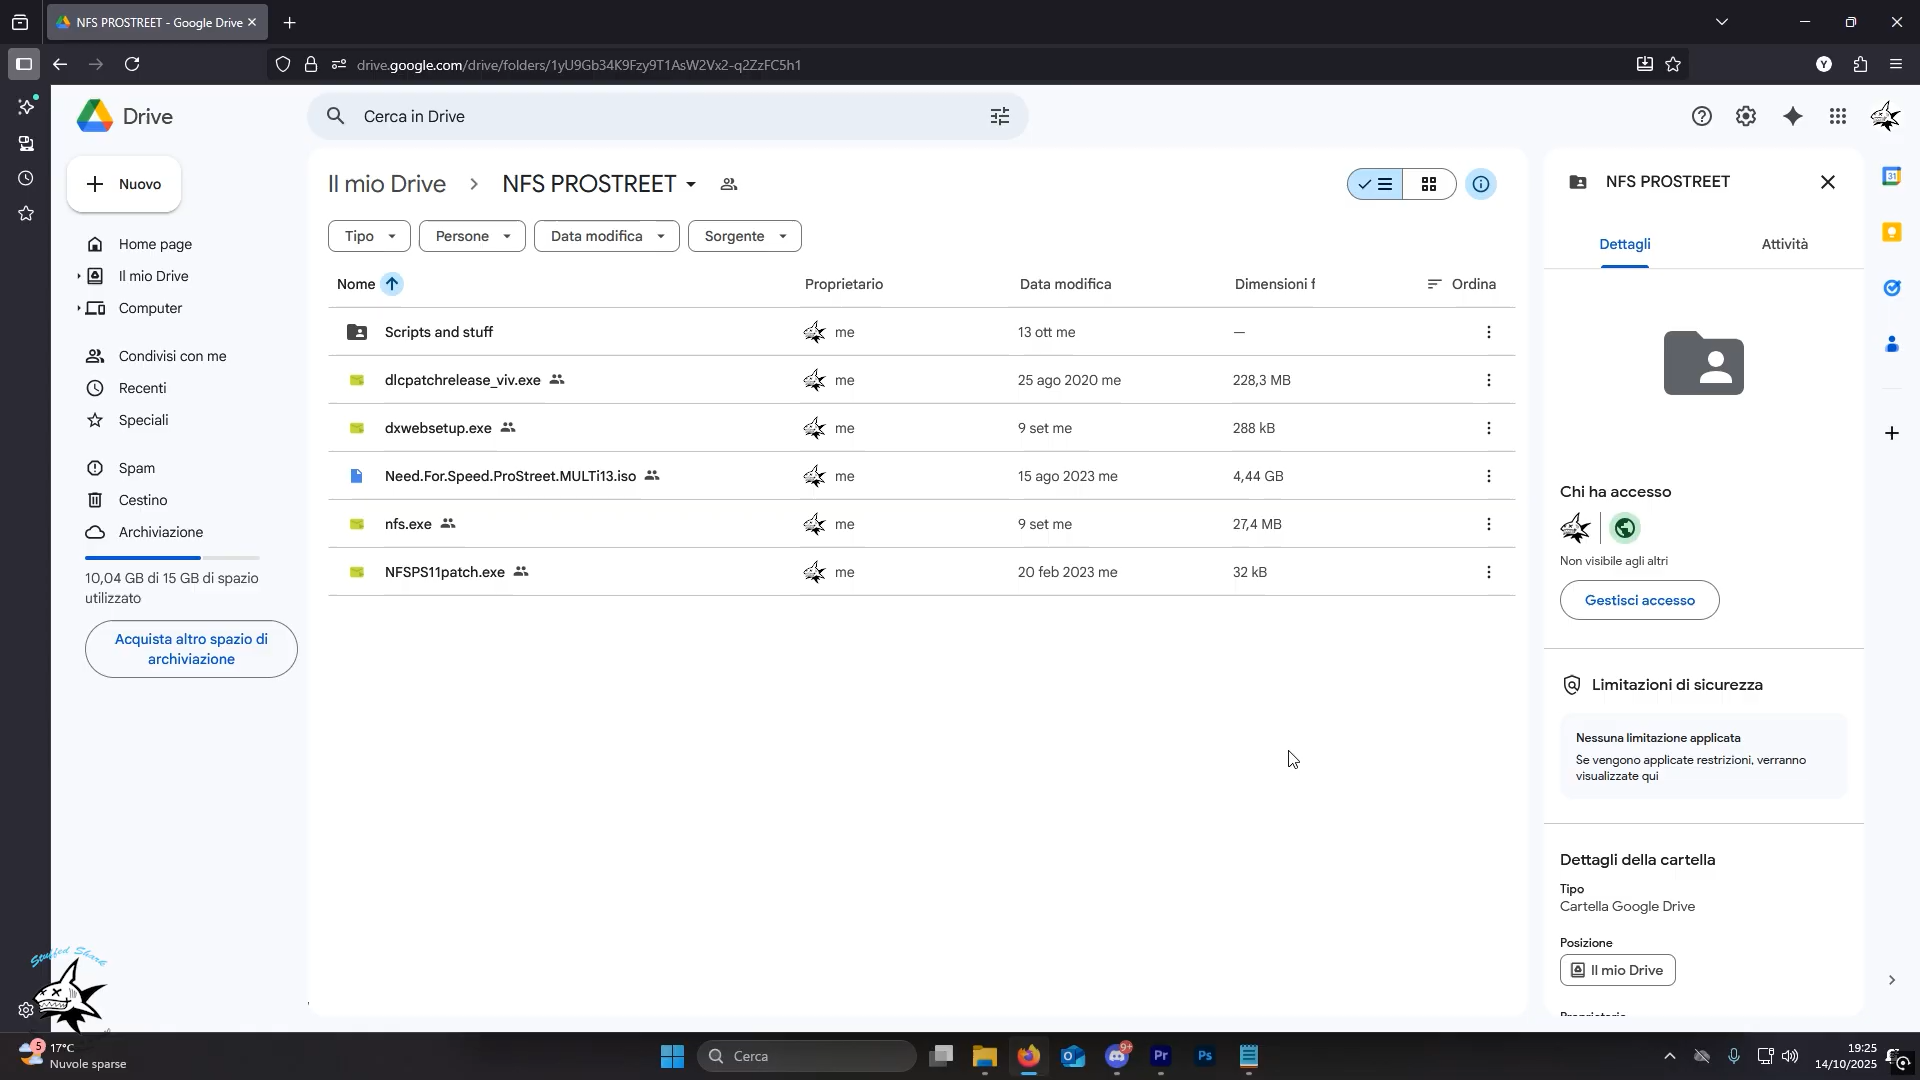 NFS PROSTREET - Google Drive
drive.google.com/drive/folders/1yU9Gb34K9Fzy9T1AsW2Vx2-q2ZzFC5h1
Y
Drive
Cerca in Drive
Nuovo
Home page
Il mio Drive
Computer
Condivisi con me
Recenti
Speciali
Spam
Cestino
Archiviazione
10,04 GB di 15 GB di spazio
utilizzato
Acquista altro spazio di
archiviazione
Il mio Drive
NFS PROSTREET
Tipo
Persone
Data modifica
Sorgente
Nome
Proprietario
Data modifica
Dimensioni f
Ordina
Scripts and stuff
me
13 ott me
—
dlcpatchrelease_viv.exe
me
25 ago 2020 me
228,3 MB
dxwebsetup.exe
me
9 set me
288 kB
Need.For.Speed.ProStreet.MULTi13.iso
me
15 ago 2023 me
4,44 GB
nfs.exe
me
9 set me
27,4 MB
NFSPS11patch.exe
me
20 feb 2023 me
32 kB
NFS PROSTREET
Dettagli
Attività
Chi ha accesso
Non visibile agli altri
Gestisci accesso
Limitazioni di sicurezza
Nessuna limitazione applicata
Se vengono applicate restrizioni, verranno
visualizzate qui
Dettagli della cartella
Tipo
Cartella Google Drive
Posizione
Il mio Drive
Proprietario
31
Stuffed Shark
5
17°C
Nuvole sparse
Cerca
9+
Pr
Ps
19:25
14/10/2025